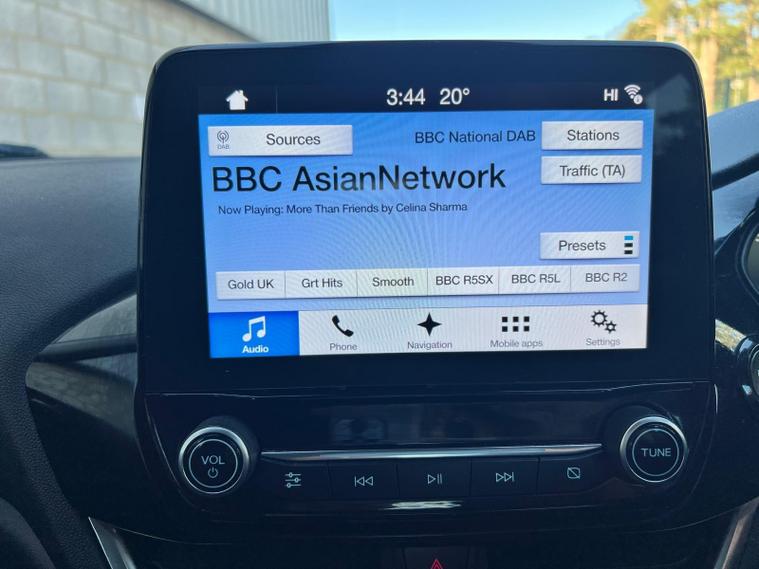 3:44 20° HI
DAB Sources
BBC National DAB
Stations
BBC AsianNetwork
Traffic (TA)
Now Playing: More Than Friends by Celina Sharma
Presets
Gold UK Grt Hits Smooth BBC R5SX BBC R5L BBC R2
Audio Phone Navigation Mobile apps Settings
VOL
TUNE